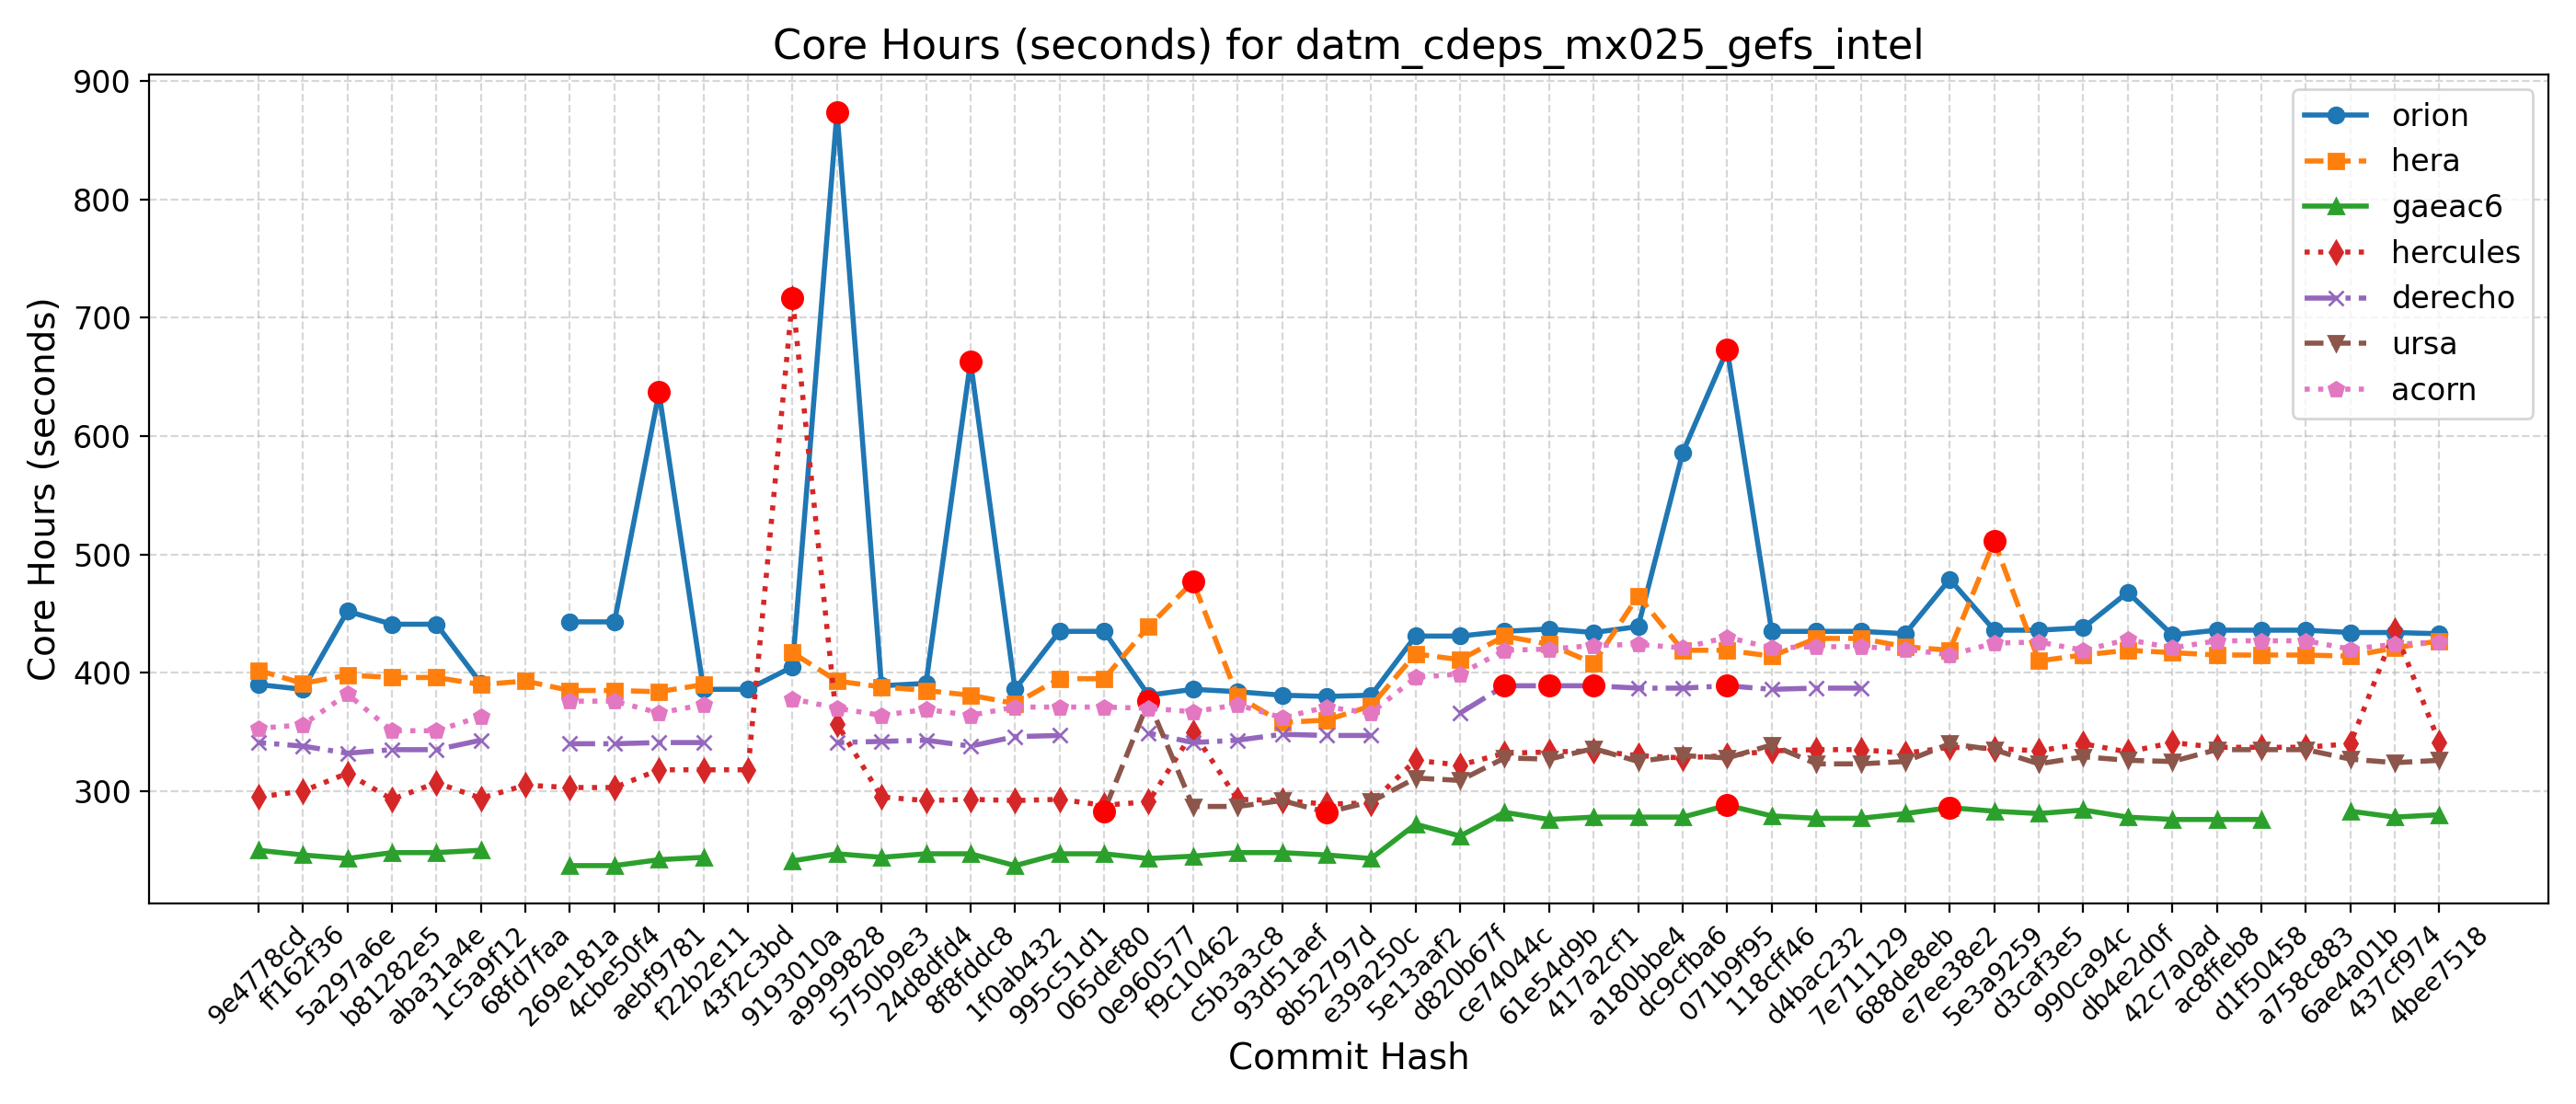 Core Hours (seconds) for datm_cdeps_mx025_gefs_intel
Core Hours (seconds)
900
800
700
600
500
400
300
orion
hera
gaeac6
hercules
derecho
ursa
acorn
9e4778cd
ff162f36
5a297a6e
b81282e5
aba31a4e
1c5a9f12
68fd7faa
269e181a
4cbe50f4
aebf9781
f22b2e11
43f2c3bd
9193010a
a9999828
5750b9e3
24d8dfd4
8f8fddc8
1f0ab432
995c51d1
065def80
0e960577
f9c10462
c5b3a3c8
93d51aef
8b52797d
e39a250c
5e13aaf2
d820b67f
ce74044c
61e54d9b
417a2cf1
a180bbe4
dc9cfba6
071b9f95
118cff46
d4bac232
7e711129
688de8eb
e7ee38e2
5e3a9259
d3caf3e5
990ca94c
db4e2d0f
42c7a0ad
ac8ffeb8
d1f50458
a758c883
6ae4a01b
437cf974
4bee7518
Commit Hash